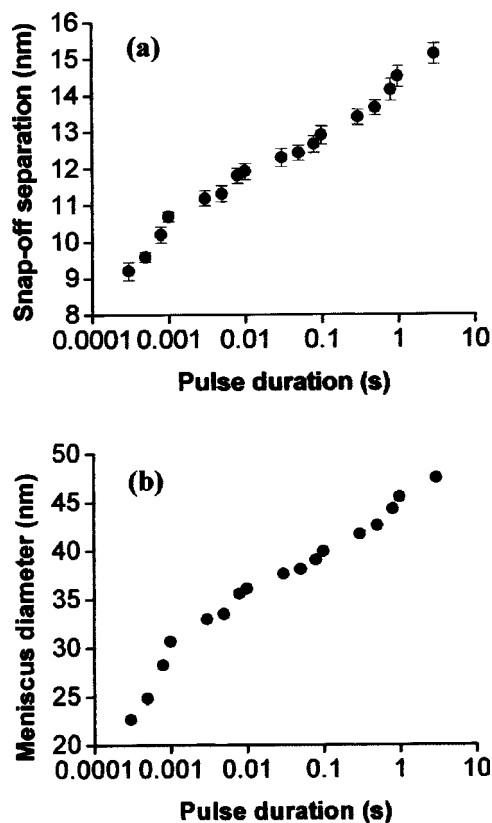 (a)
Snap-off separation (nm)
16
15
14
13
12
11
10
9
8
0.0001 0.001 0.01 0.1 1 10
Pulse duration (s)
(b)
Meniscus diameter (nm)
50
45
40
35
30
25
20
0.0001 0.001 0.01 0.1 1 10
Pulse duration (s)